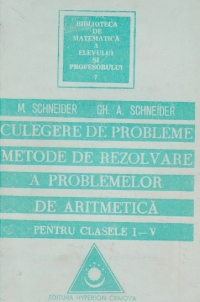 BIBLIOTECA
DE
MATEMATICĂ
A
ELEVULUI
ȘI
PROFESORULUI
7
M. SCHNEIDER GH. A. SCHNEIDER
CULEGERE DE PROBLEME
METODE DE REZOLVARE
A PROBLEMELOR
DE ARITMETICĂ
PENTRU CLASELE I—V
EDITURA HYPERION CRAIOVA